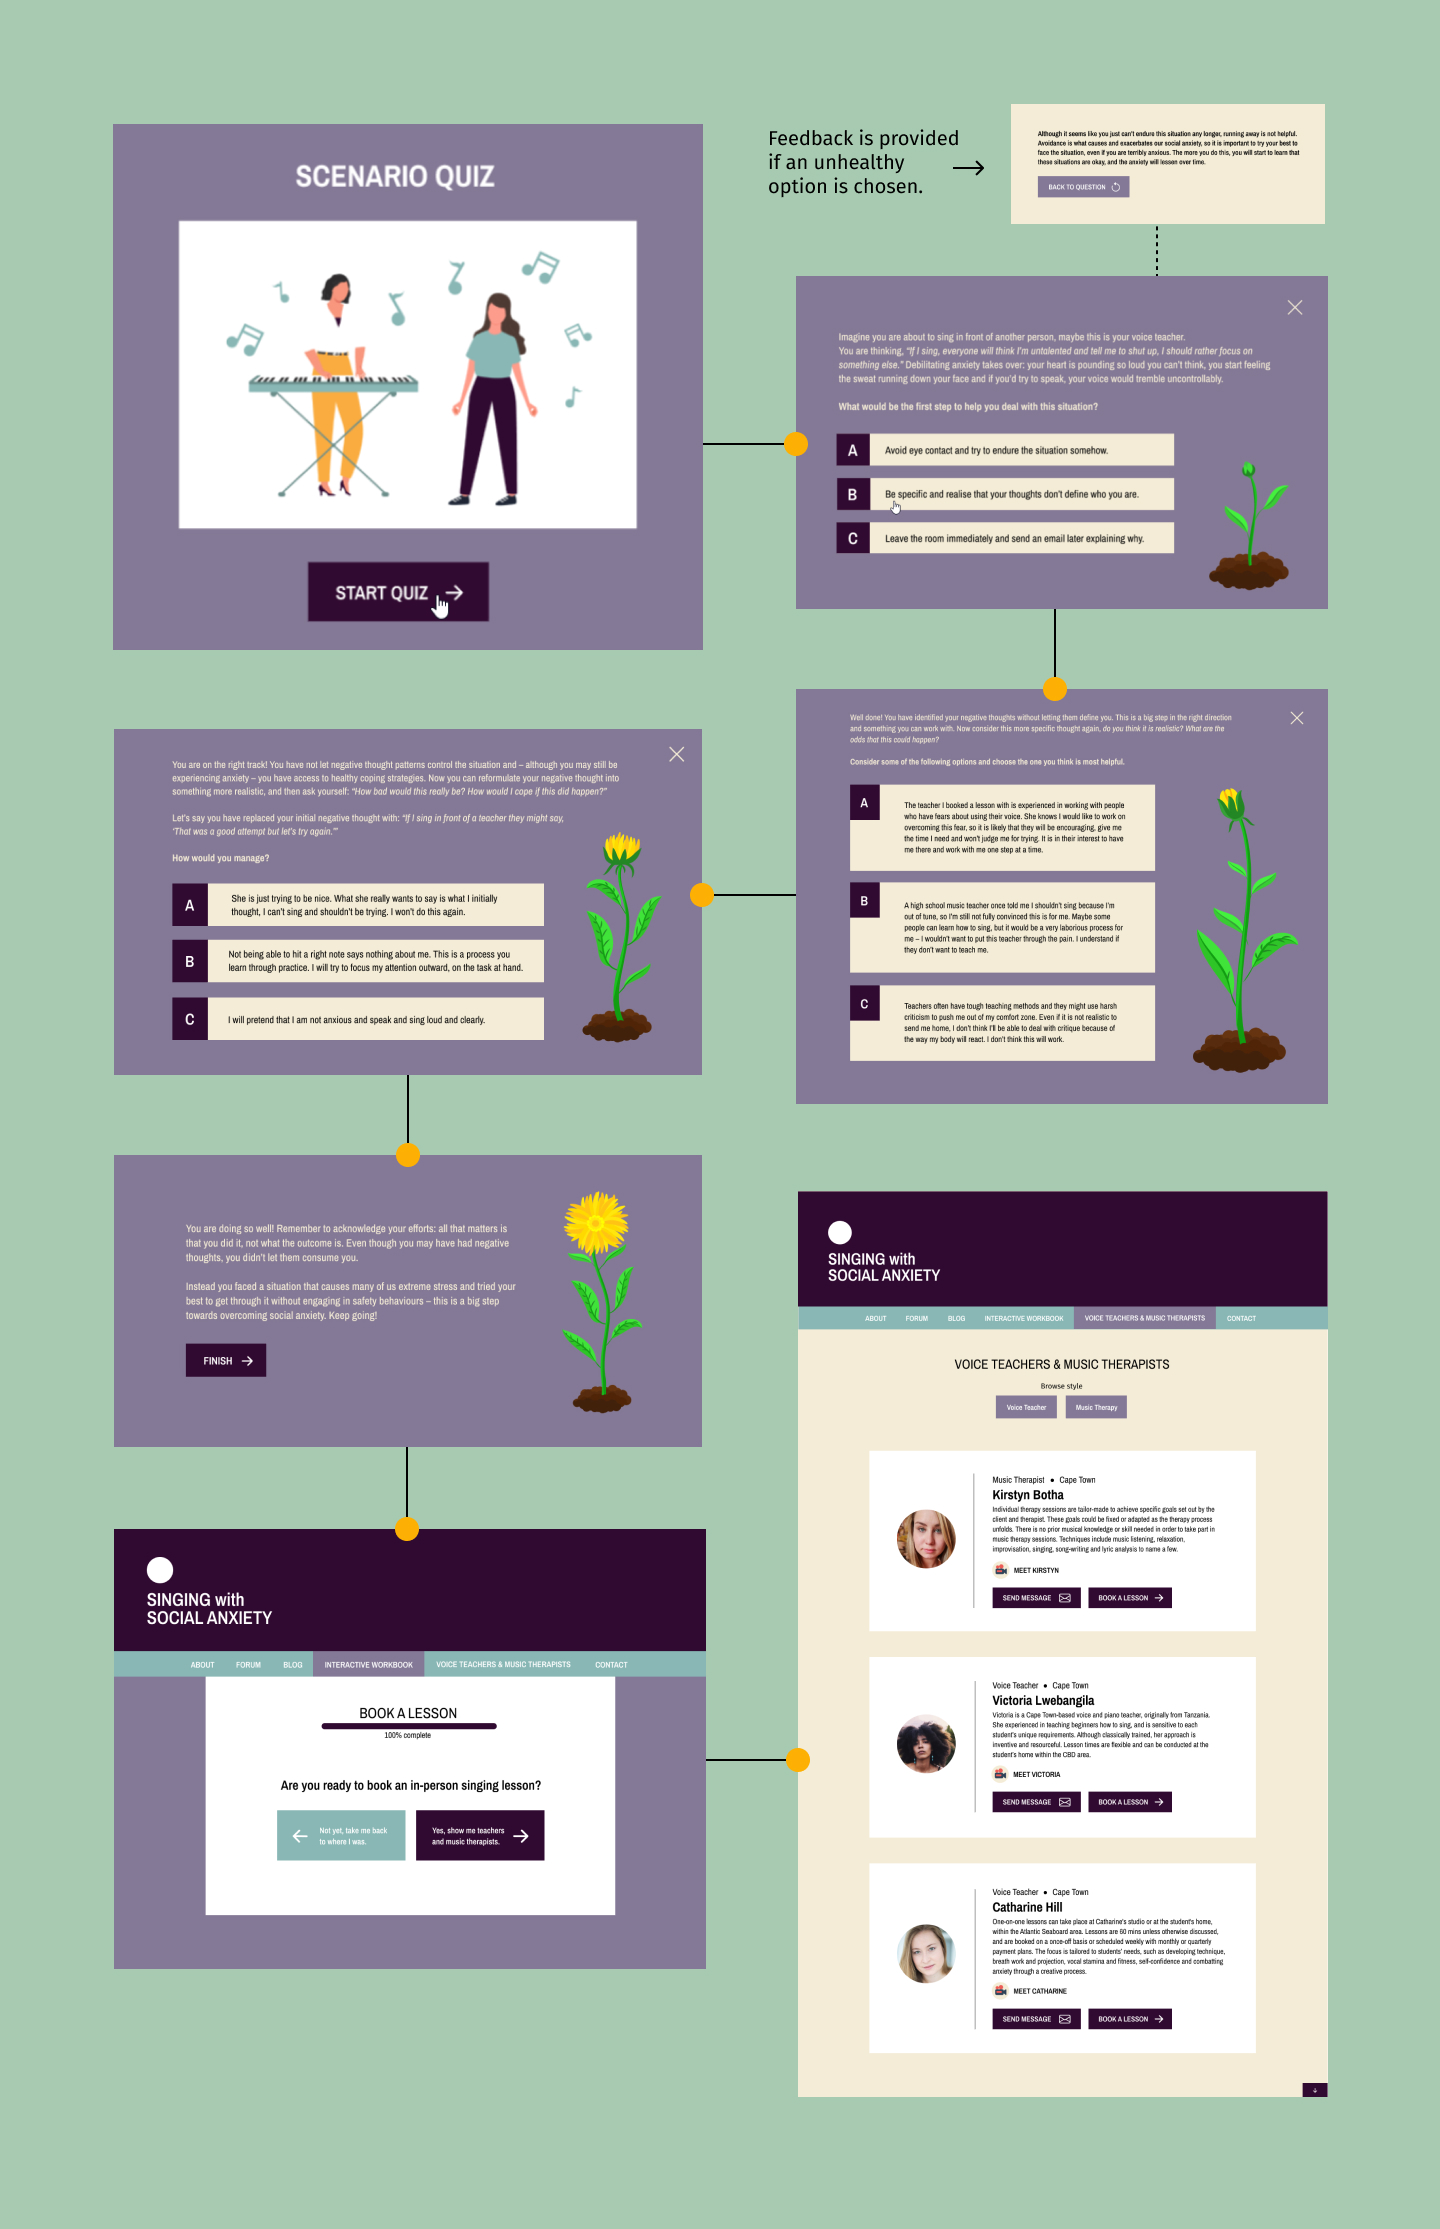 SCENARIO QUIZ
START QUIZ
Feedback is provided
if an unhealthy
option is chosen.
Although it seems like you just can't endure this situation any longer, running away is not helpful.
Avoidance is what causes and exacerbates our social anxiety, so it is important to try your best to
face the situation, even if you are terribly anxious. The more you do this, you will start to learn that
these situations are okay, and the anxiety will lessen over time.
BACK TO QUESTION
Imagine you are about to sing in front of another person, maybe this is your voice teacher.
You are thinking, “If I sing, everyone will think I'm untalented and tell me to shut up, I should rather focus on
something else.” Debilitating anxiety takes over: your heart is pounding so loud you can't think, you start feeling
the sweat running down your face and if you'd try to speak, your voice would tremble uncontrollably.
What would be the first step to help you deal with this situation?
A
Avoid eye contact and try to endure the situation somehow.
B
Be specific and realise that your thoughts don't define who you are.
C
Leave the room immediately and send an email later explaining why.
Well done! You have identified your negative thoughts without letting them define you. This is a big step in the right direction
and something you can work with. Now consider this more specific thought again, do you think it is realistic? What are the
odds that this could happen?
Consider some of the following options and choose the one you think is most helpful.
A
The teacher I booked a lesson with is experienced in working with people
who have fears about using their voice. She knows I would like to work on
overcoming this fear, so it is likely that they will be encouraging, give me
the time I need and won't judge me for trying. It is in their interest to have
me there and work with me one step at a time.
B
A high school music teacher once told me I shouldn't sing because I'm
out of tune, so I'm still not fully convinced this is for me. Maybe some
people can learn how to sing, but it would be a very laborious process for
me – I wouldn't want to put this teacher through the pain. I understand if
they don't want to teach me.
C
Teachers often have tough teaching methods and they might use harsh
criticism to push me out of my comfort zone. Even if it is not realistic to
send me home, I don't think I'll be able to deal with critique because of
the way my body will react. I don't think this will work.
You are on the right track! You have not let negative thought patterns control the situation and – although you may still be
experiencing anxiety – you have access to healthy coping strategies. Now you can reformulate your negative thought into
something more realistic, and then ask yourself: “How bad would this really be? How would I cope if this did happen?”
Let's say you have replaced your initial negative thought with: “If I sing in front of a teacher they might say,
‘That was a good attempt but let's try again.’”
How would you manage?
A
She is just trying to be nice. What she really wants to say is what I initially
thought, I can't sing and shouldn't be trying. I won't do this again.
B
Not being able to hit a right note says nothing about me. This is a process you
learn through practice. I will try to focus my attention outward, on the task at hand.
C
I will pretend that I am not anxious and speak and sing loud and clearly.
You are doing so well! Remember to acknowledge your efforts: all that matters is
that you did it, not what the outcome is. Even though you may have had negative
thoughts, you didn't let them consume you.
Instead you faced a situation that causes many of us extreme stress and tried your
best to get through it without engaging in safety behaviours – this is a big step
towards overcoming social anxiety. Keep going!
FINISH
SINGING with
SOCIAL ANXIETY
ABOUT FORUM BLOG INTERACTIVE WORKBOOK VOICE TEACHERS & MUSIC THERAPISTS CONTACT
BOOK A LESSON
100% complete
Are you ready to book an in-person singing lesson?
Not yet, take me back
to where I was.
Yes, show me teachers
and music therapists.
SINGING with
SOCIAL ANXIETY
ABOUT FORUM BLOG INTERACTIVE WORKBOOK VOICE TEACHERS & MUSIC THERAPISTS CONTACT
VOICE TEACHERS & MUSIC THERAPISTS
Browse style
Voice Teacher Music Therapy
Music Therapist • Cape Town
Kirstyn Botha
Individual therapy sessions are tailor-made to achieve specific goals set out by the
client and therapist. These goals could be fixed or adapted as the therapy process
unfolds. There is no prior musical knowledge or skill needed in order to take part in
music therapy sessions. Techniques include music listening, relaxation,
improvisation, singing, song-writing and lyric analysis to name a few.
MEET KIRSTYN
SEND MESSAGE BOOK A LESSON
Voice Teacher • Cape Town
Victoria Lwebangila
Victoria is a Cape Town-based voice and piano teacher, originally from Tanzania.
She experienced in teaching beginners how to sing, and is sensitive to each
student's unique requirements. Although classically trained, her approach is
inventive and resourceful. Lesson times are flexible and can be conducted at the
student's home within the CBD area.
MEET VICTORIA
SEND MESSAGE BOOK A LESSON
Voice Teacher • Cape Town
Catharine Hill
One-on-one lessons can take place at Catharine's studio or at the student's home,
within the Atlantic Seaboard area. Lessons are 60 mins unless otherwise discussed,
and are booked on a once-off basis or scheduled weekly with monthly or quarterly
payment plans. The focus is tailored to students' needs, such as developing technique,
breath work and projection, vocal stamina and fitness, self-confidence and combatting
anxiety through a creative process.
MEET CATHARINE
SEND MESSAGE BOOK A LESSON